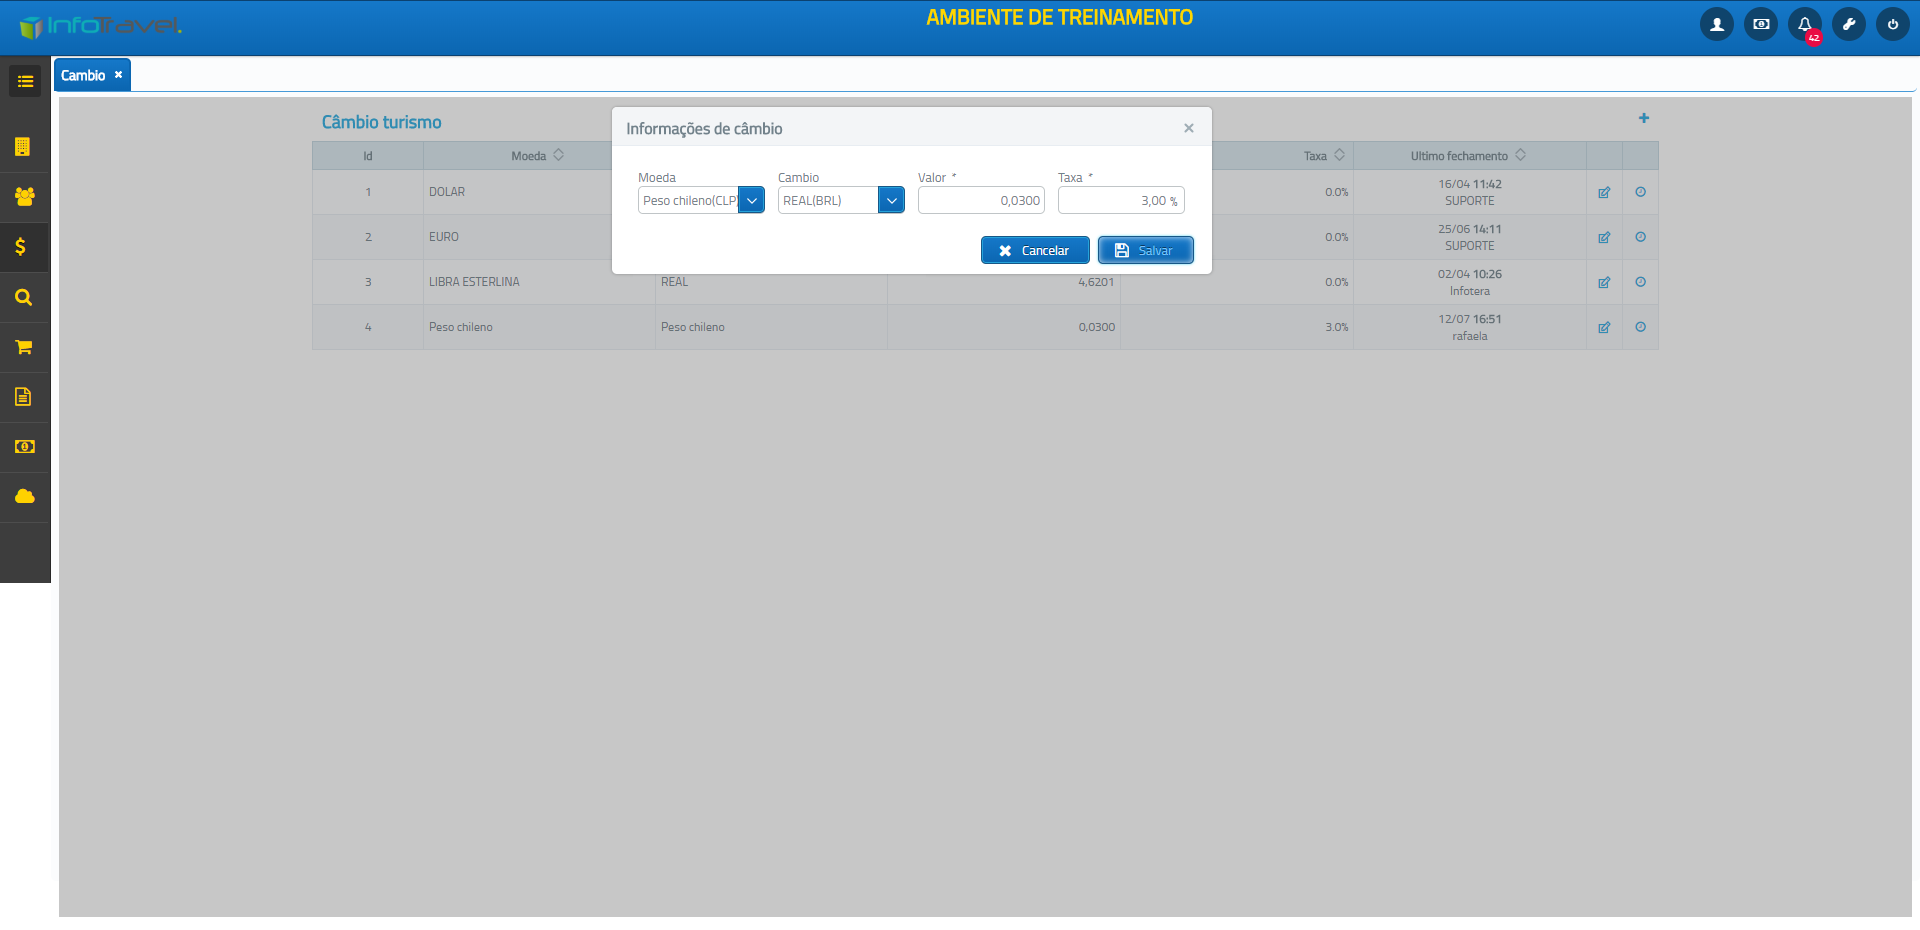 InfoTravel.
AMBIENTE DE TREINAMENTO
42
Cambio ×
Câmbio turismo
Informações de câmbio ×
Moeda Cambio Valor * Taxa *
Peso chileno(CLP) REAL(BRL) 0,0300 3,00 %
Cancelar Salvar
Id Moeda Taxa Ultimo fechamento
1 DOLAR 0.0% 16/04 11:42
SUPORTE
2 EURO 0.0% 25/06 14:11
SUPORTE
3 LIBRA ESTERLINA REAL 4,6201 0.0% 02/04 10:26
Infotera
4 Peso chileno Peso chileno 0,0300 3.0% 12/07 16:51
rafaela